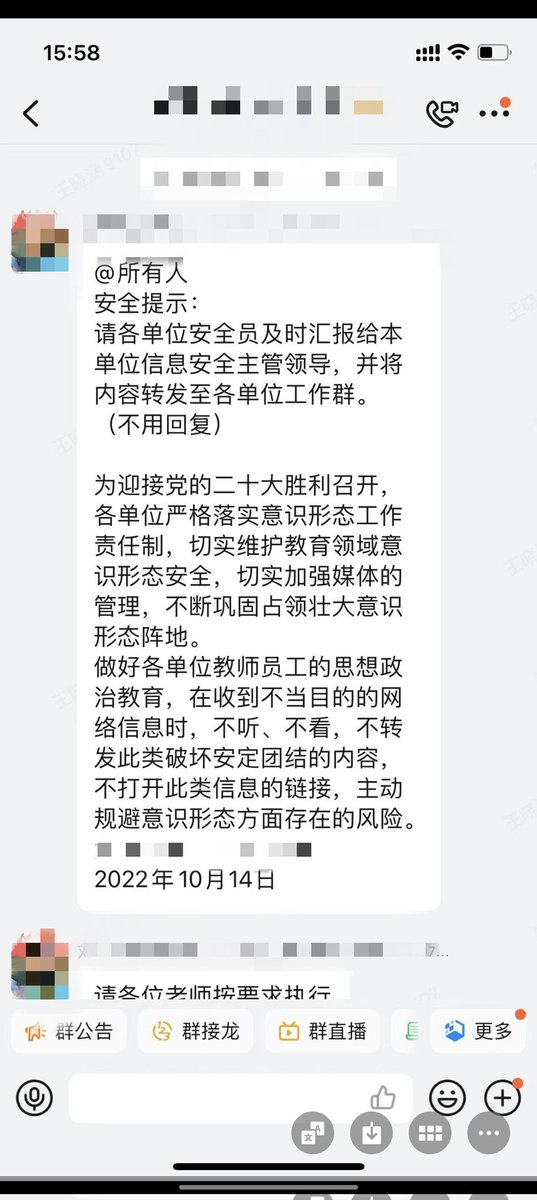 15:58
@所有人
安全提示：
请各单位安全员及时汇报给本
单位信息安全主管领导，并将
内容转发至各单位工作群。
（不用回复）
为迎接党的二十大胜利召开，
各单位严格落实意识形态工作
责任制，切实维护教育领域意
识形态安全，切实加强媒体的
管理，不断巩固占领壮大意识
形态阵地。
做好各单位教师员工的思想政
治教育，在收到不当目的的网
络信息时，不听、不看，不转
发此类破坏安定团结的内容，
不打开此类信息的链接，主动
规避意识形态方面存在的风险。
2022年10月14日
请各位老师按要求执行
群公告
群接龙
群直播
更多